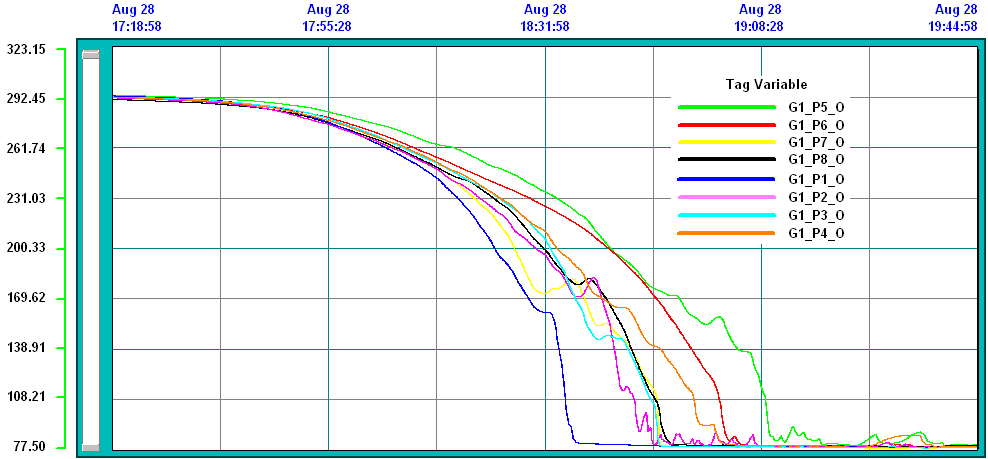 Aug 28 Aug 28 Aug 28 Aug 28 Aug 28
17:18:58 17:55:28 18:31:58 19:08:28 19:44:58
323.15
292.45
261.74
231.03
200.33
169.62
138.91
108.21
77.50
Tag Variable
G1_P5_O
G1_P6_O
G1_P7_O
G1_P8_O
G1_P1_O
G1_P2_O
G1_P3_O
G1_P4_O